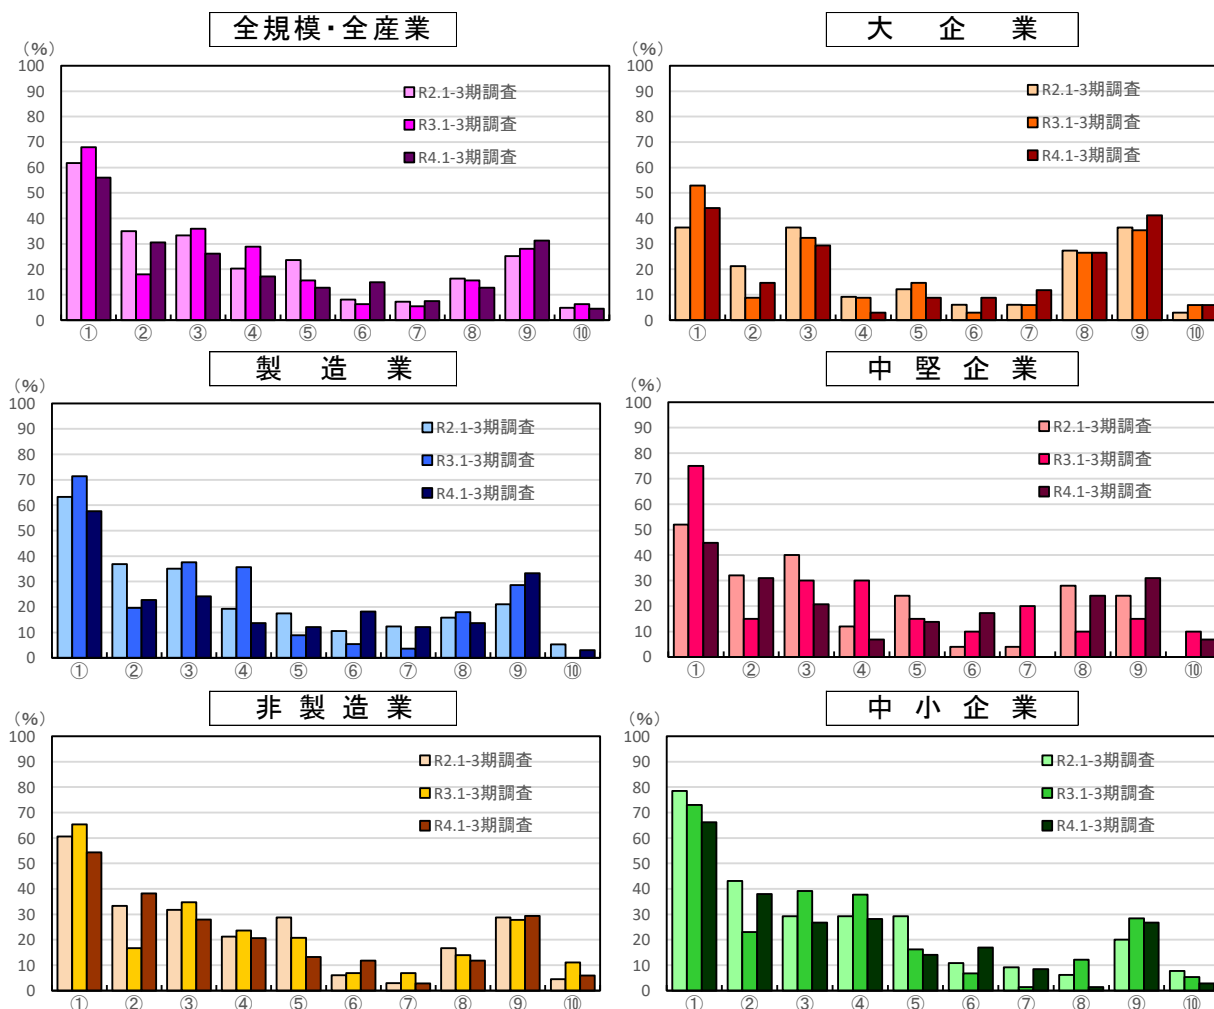 全規模・全産業
(%)
100
90
80
70
60
50
40
30
20
10
0
R2.1-3期調査
R3.1-3期調査
R4.1-3期調査
① ② ③ ④ ⑤ ⑥ ⑦ ⑧ ⑨ ⑩
大企業
(%)
100
90
80
70
60
50
40
30
20
10
0
R2.1-3期調査
R3.1-3期調査
R4.1-3期調査
① ② ③ ④ ⑤ ⑥ ⑦ ⑧ ⑨ ⑩
製造業
(%)
100
90
80
70
60
50
40
30
20
10
0
R2.1-3期調査
R3.1-3期調査
R4.1-3期調査
① ② ③ ④ ⑤ ⑥ ⑦ ⑧ ⑨ ⑩
中堅企業
(%)
100
90
80
70
60
50
40
30
20
10
0
R2.1-3期調査
R3.1-3期調査
R4.1-3期調査
① ② ③ ④ ⑤ ⑥ ⑦ ⑧ ⑨ ⑩
非製造業
(%)
100
90
80
70
60
50
40
30
20
10
0
R2.1-3期調査
R3.1-3期調査
R4.1-3期調査
① ② ③ ④ ⑤ ⑥ ⑦ ⑧ ⑨ ⑩
中小企業
(%)
100
90
80
70
60
50
40
30
20
10
0
R2.1-3期調査
R3.1-3期調査
R4.1-3期調査
① ② ③ ④ ⑤ ⑥ ⑦ ⑧ ⑨ ⑩